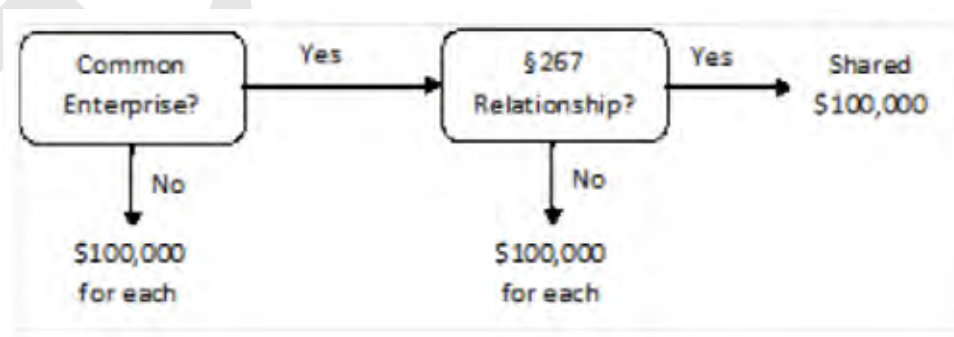 Common
Enterprise?
Yes
§267
Relationship?
Yes
Shared
$100,000
No
$100,000
for each
No
$100,000
for each